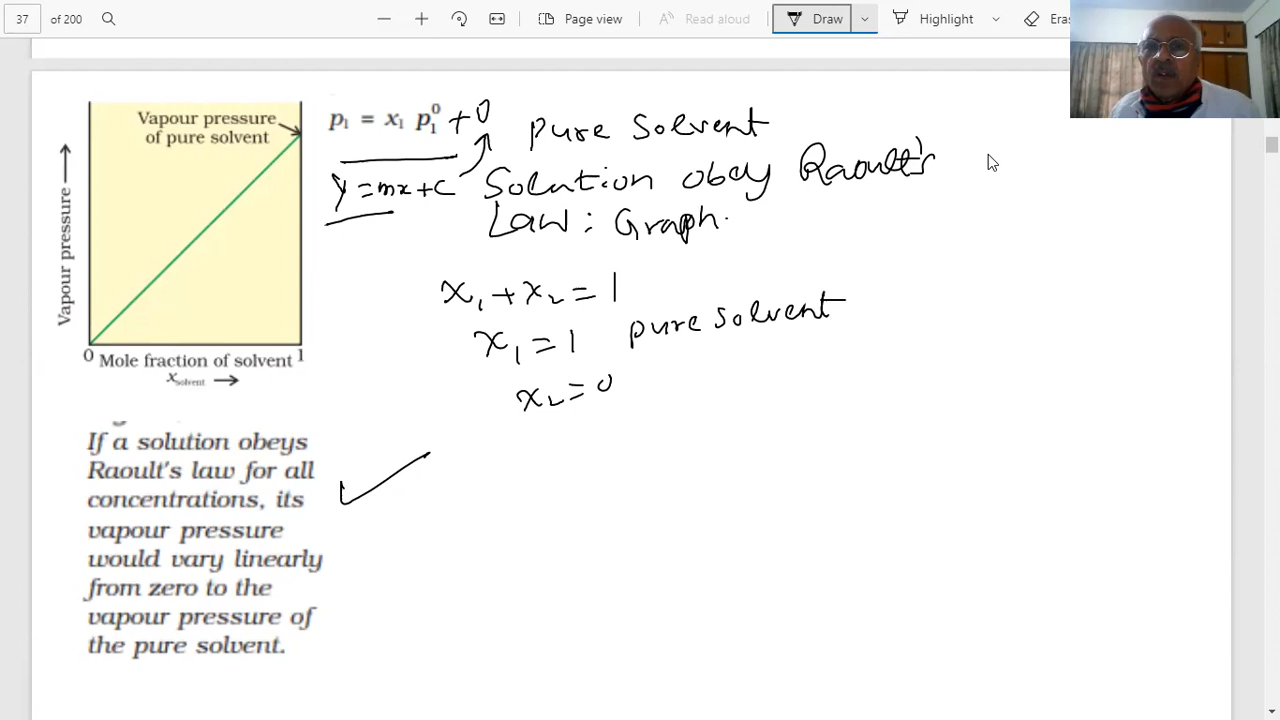 37 of 200
Page view
Read aloud
Draw
Highlight
Eras
Vapour pressure
of pure solvent
Vapour pressure
0 Mole fraction of solvent 1
x solvent
p₁ = x₁ p₁⁰ + 0
pure solvent
y = mx + c
Solution obey Raoult's
Law : Graph.
x₁ + x₂ = 1
x₁ = 1 pure solvent
x₂ = 0
If a solution obeys
Raoult's law for all
concentrations, its
vapour pressure
would vary linearly
from zero to the
vapour pressure of
the pure solvent.